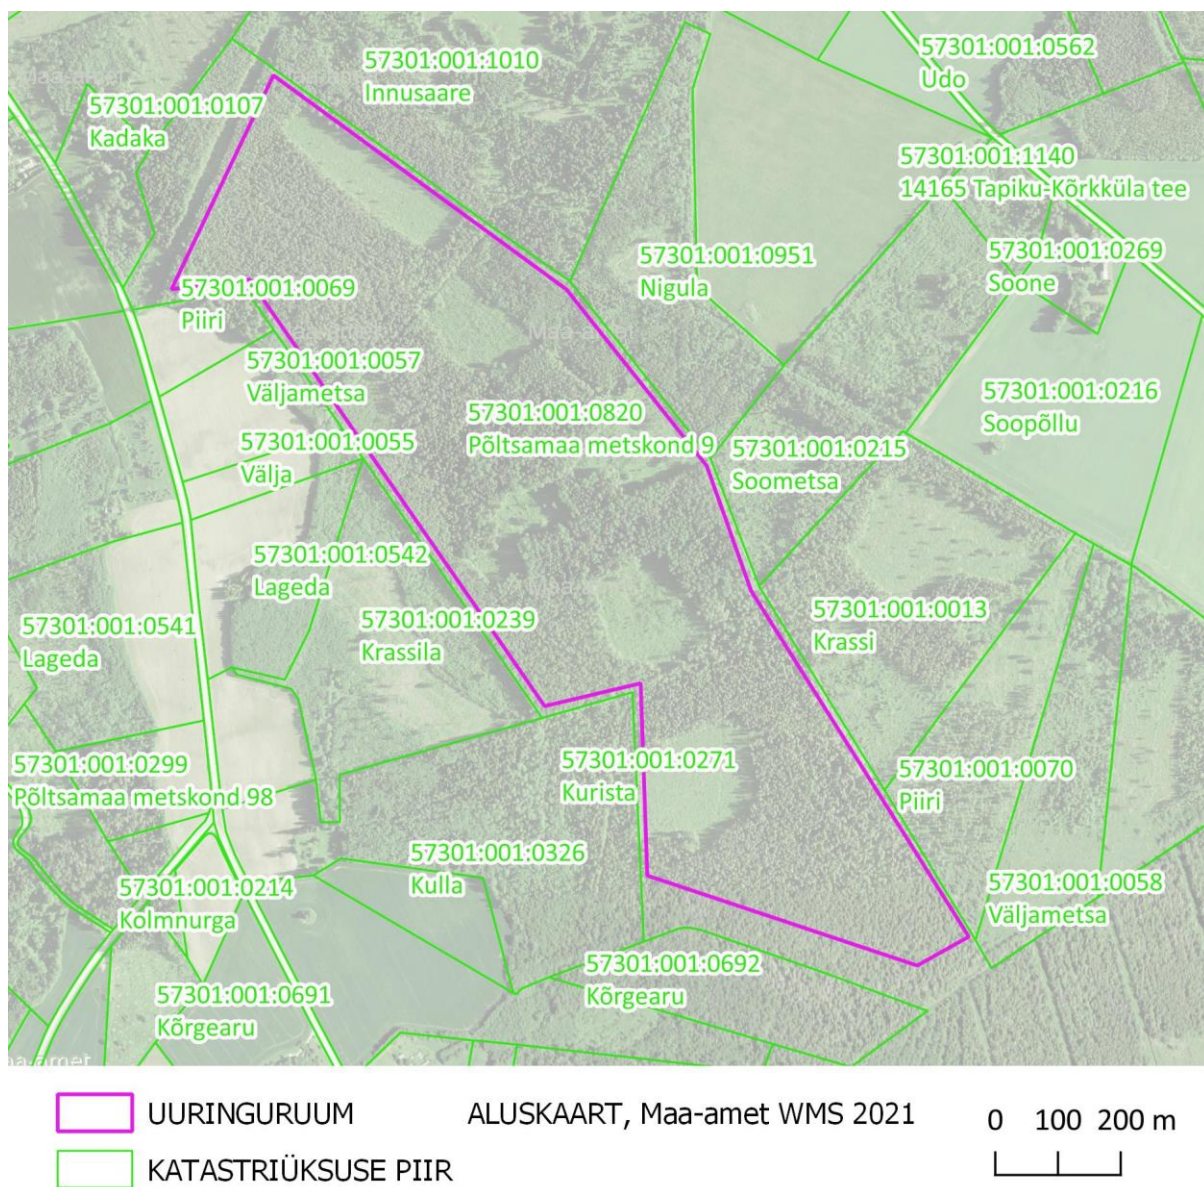 Maa-amet
57301:001:1010
Innusaare
57301:001:0562
Udo
57301:001:0107
Kadaka
57301:001:1140
14165 Tapiku-Kõrkküla tee
57301:001:0951
Nigula
57301:001:0269
Soone
57301:001:0069
Piiri
57301:001:0057
Väljametsa
57301:001:0216
Soopõllu
57301:001:0820
Põltsamaa metskond 9
57301:001:0055
Välja
57301:001:0215
Soometsa
57301:001:0542
Lageda
57301:001:0239
Krassila
57301:001:0013
Krassi
57301:001:0541
Lageda
57301:001:0299
Põltsamaa metskond 98
57301:001:0271
Kurista
57301:001:0070
Piiri
57301:001:0326
Kulla
57301:001:0214
Kolmnurga
57301:001:0058
Väljametsa
57301:001:0692
Kõrgearu
57301:001:0691
Kõrgearu
aa-amet
UURINGURUUM
ALUSKAART, Maa-amet WMS 2021
0 100 200 m
KATASTRIÜKSUSE PIIR